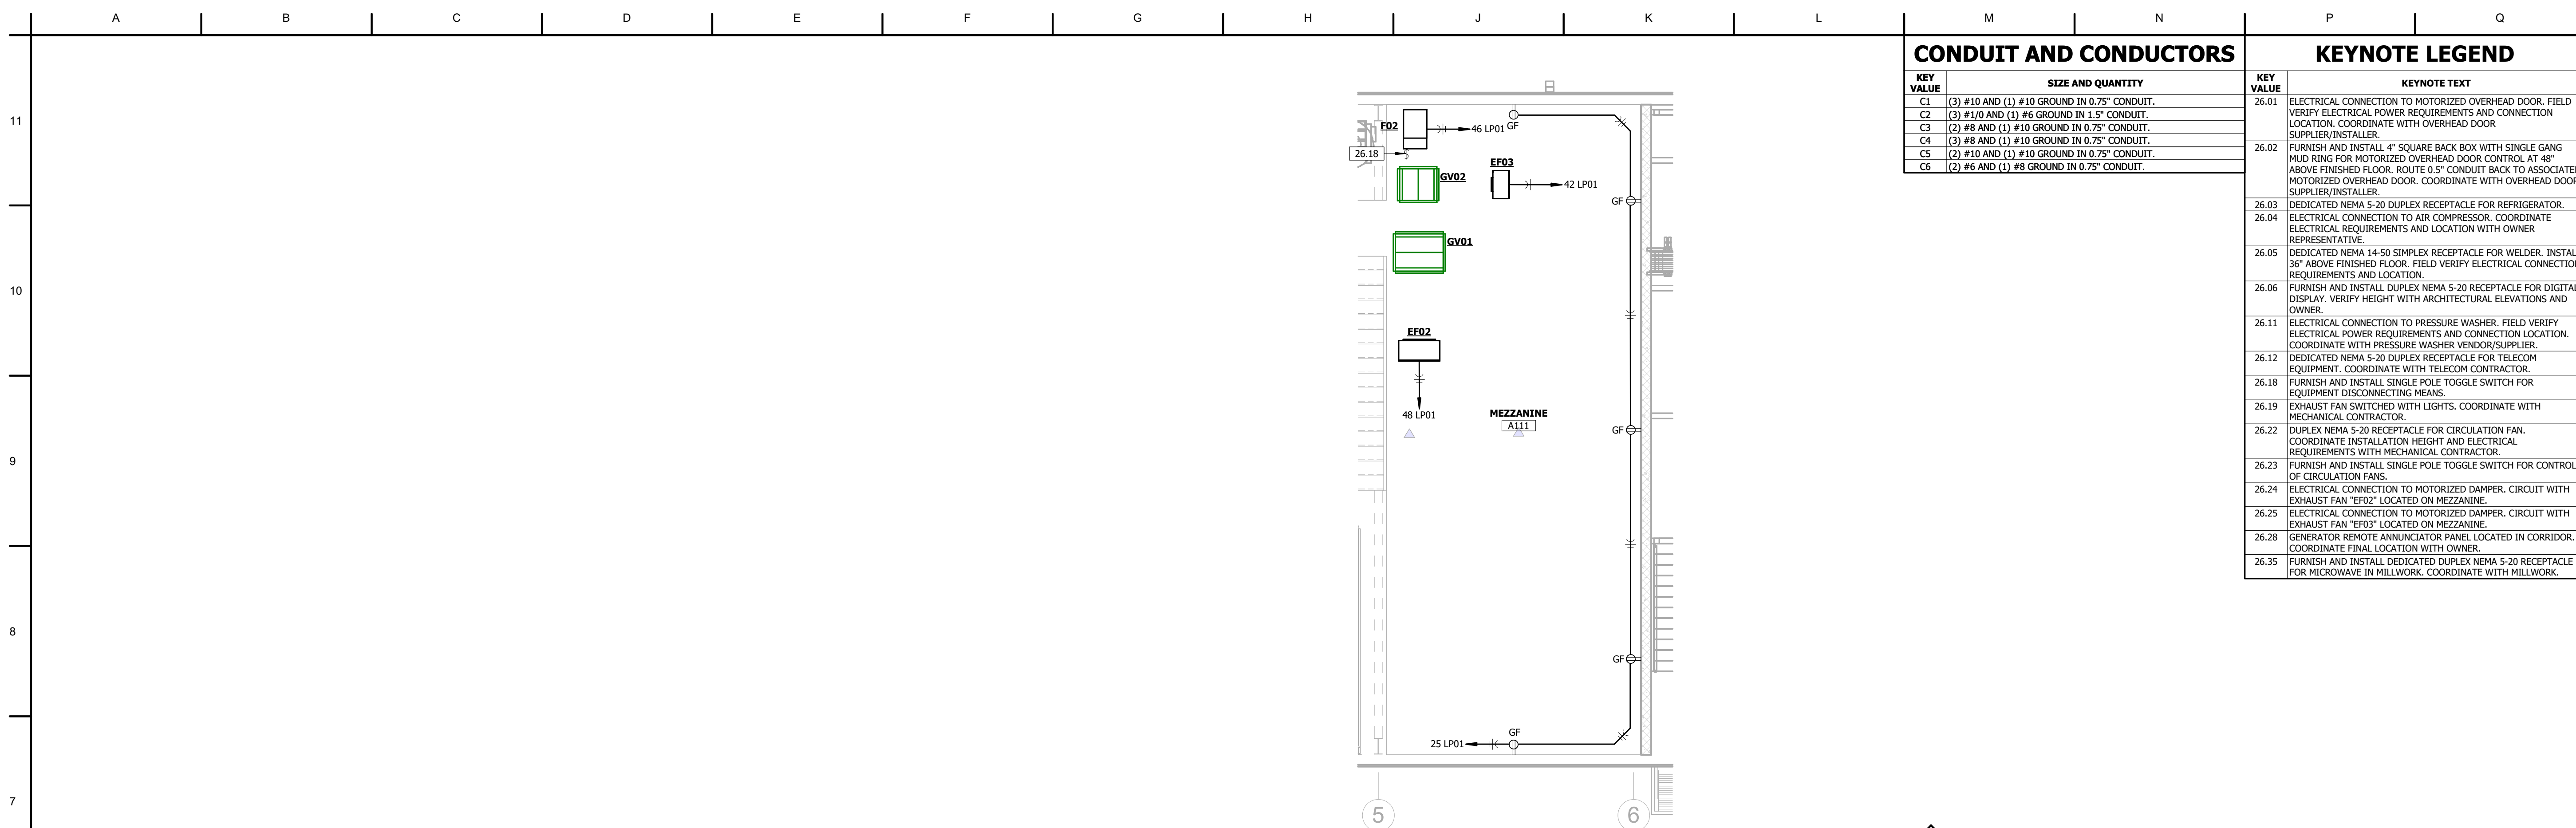 A B C D E F G H J K L M N P Q
11
10
9
8
7
F02
46 LP01
GF
26.18
EF03
42 LP01
GV02
GF
GV01
EF02
48 LP01
MEZZANINE
A111
GF
GF
GF
25 LP01
5
6
CONDUIT AND CONDUCTORS
KEY VALUE SIZE AND QUANTITY
C1 (3) #10 AND (1) #10 GROUND IN 0.75" CONDUIT.
C2 (3) #1/0 AND (1) #6 GROUND IN 1.5" CONDUIT.
C3 (2) #8 AND (1) #10 GROUND IN 0.75" CONDUIT.
C4 (3) #8 AND (1) #10 GROUND IN 0.75" CONDUIT.
C5 (2) #10 AND (1) #10 GROUND IN 0.75" CONDUIT.
C6 (2) #6 AND (1) #8 GROUND IN 0.75" CONDUIT.
KEYNOTE LEGEND
KEY VALUE KEYNOTE TEXT
26.01 ELECTRICAL CONNECTION TO MOTORIZED OVERHEAD DOOR. FIELD
VERIFY ELECTRICAL POWER REQUIREMENTS AND CONNECTION
LOCATION. COORDINATE WITH OVERHEAD DOOR
SUPPLIER/INSTALLER.
26.02 FURNISH AND INSTALL 4" SQUARE BACK BOX WITH SINGLE GANG
MUD RING FOR MOTORIZED OVERHEAD DOOR CONTROL AT 48"
ABOVE FINISHED FLOOR. ROUTE 0.5" CONDUIT BACK TO ASSOCIATE
MOTORIZED OVERHEAD DOOR. COORDINATE WITH OVERHEAD DOOR
SUPPLIER/INSTALLER.
26.03 DEDICATED NEMA 5-20 DUPLEX RECEPTACLE FOR REFRIGERATOR.
26.04 ELECTRICAL CONNECTION TO AIR COMPRESSOR. COORDINATE
ELECTRICAL REQUIREMENTS AND LOCATION WITH OWNER
REPRESENTATIVE.
26.05 DEDICATED NEMA 14-50 SIMPLEX RECEPTACLE FOR WELDER. INSTAL
36" ABOVE FINISHED FLOOR. FIELD VERIFY ELECTRICAL CONNECTIO
REQUIREMENTS AND LOCATION.
26.06 FURNISH AND INSTALL DUPLEX NEMA 5-20 RECEPTACLE FOR DIGITAL
DISPLAY. VERIFY HEIGHT WITH ARCHITECTURAL ELEVATIONS AND
OWNER.
26.11 ELECTRICAL CONNECTION TO PRESSURE WASHER. FIELD VERIFY
ELECTRICAL POWER REQUIREMENTS AND CONNECTION LOCATION.
COORDINATE WITH PRESSURE WASHER VENDOR/SUPPLIER.
26.12 DEDICATED NEMA 5-20 DUPLEX RECEPTACLE FOR TELECOM
EQUIPMENT. COORDINATE WITH TELECOM CONTRACTOR.
26.18 FURNISH AND INSTALL SINGLE POLE TOGGLE SWITCH FOR
EQUIPMENT DISCONNECTING MEANS.
26.19 EXHAUST FAN SWITCHED WITH LIGHTS. COORDINATE WITH
MECHANICAL CONTRACTOR.
26.22 DUPLEX NEMA 5-20 RECEPTACLE FOR CIRCULATION FAN.
COORDINATE INSTALLATION HEIGHT AND ELECTRICAL
REQUIREMENTS WITH MECHANICAL CONTRACTOR.
26.23 FURNISH AND INSTALL SINGLE POLE TOGGLE SWITCH FOR CONTROL
OF CIRCULATION FANS.
26.24 ELECTRICAL CONNECTION TO MOTORIZED DAMPER. CIRCUIT WITH
EXHAUST FAN "EF02" LOCATED ON MEZZANINE.
26.25 ELECTRICAL CONNECTION TO MOTORIZED DAMPER. CIRCUIT WITH
EXHAUST FAN "EF03" LOCATED ON MEZZANINE.
26.28 GENERATOR REMOTE ANNUNCIATOR PANEL LOCATED IN CORRIDOR.
COORDINATE FINAL LOCATION WITH OWNER.
26.35 FURNISH AND INSTALL DEDICATED DUPLEX NEMA 5-20 RECEPTACLE
FOR MICROWAVE IN MILLWORK. COORDINATE WITH MILLWORK.